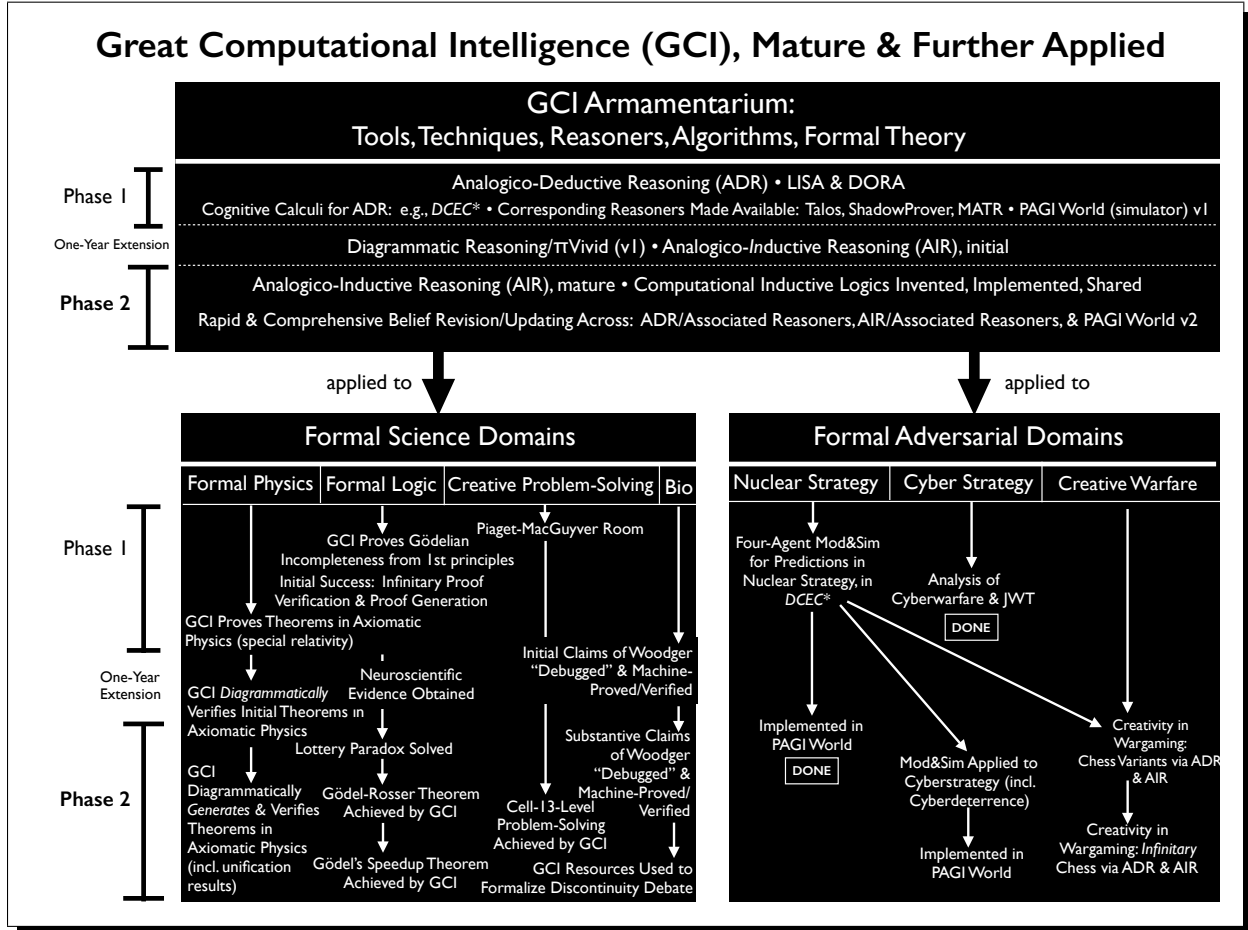 Great Computational Intelligence (GCI), Mature & Further Applied
GCI Armamentarium:
Tools, Techniques, Reasoners, Algorithms, Formal Theory
Phase 1
Analogico-Deductive Reasoning (ADR) • LISA & DORA
Cognitive Calculi for ADR: e.g., DCEC* • Corresponding Reasoners Made Available: Talos, ShadowProver, MATR • PAGI World (simulator) v1
One-Year Extension
Diagrammatic Reasoning/πVivid (v1) • Analogico-Inductive Reasoning (AIR), initial
Phase 2
Analogico-Inductive Reasoning (AIR), mature • Computational Inductive Logics Invented, Implemented, Shared
Rapid & Comprehensive Belief Revision/Updating Across: ADR/Associated Reasoners, AIR/Associated Reasoners, & PAGI World v2
applied to
applied to
Formal Science Domains
Formal Physics
Formal Logic
Creative Problem-Solving
Bio
Phase 1
One-Year
Extension
Phase 2
GCI Proves Theorems in Axiomatic
Physics (special relativity)
GCI Diagrammatically
Verifies Initial Theorems in
Axiomatic Physics
GCI
Diagrammatically
Generates & Verifies
Theorems in
Axiomatic Physics
(incl. unification
results)
GCI Proves Gödelian
Incompleteness from 1st principles
Initial Success: Infinitary Proof
Verification & Proof Generation
Neuroscientific
Evidence Obtained
Lottery Paradox Solved
Gödel-Rosser Theorem
Achieved by GCI
Gödel's Speedup Theorem
Achieved by GCI
Piaget-MacGuyver Room
Cell-13-Level
Problem-Solving
Achieved by GCI
Initial Claims of Woodger
“Debugged” & Machine-
Proved/Verified
Substantive Claims
of Woodger
“Debugged” &
Machine-Proved/
Verified
GCI Resources Used to
Formalize Discontinuity Debate
Formal Adversarial Domains
Nuclear Strategy
Cyber Strategy
Creative Warfare
Four-Agent Mod&Sim
for Predictions in
Nuclear Strategy, in
DCEC*
Implemented in
PAGI World
DONE
Analysis of
Cyberwarfare & JWT
DONE
Mod&Sim Applied to
Cyberstrategy (incl.
Cyberdeterrence)
Implemented in
PAGI World
Creativity in
Wargaming:
Chess Variants via ADR
& AIR
Creativity in
Wargaming: Infinitary
Chess via ADR & AIR